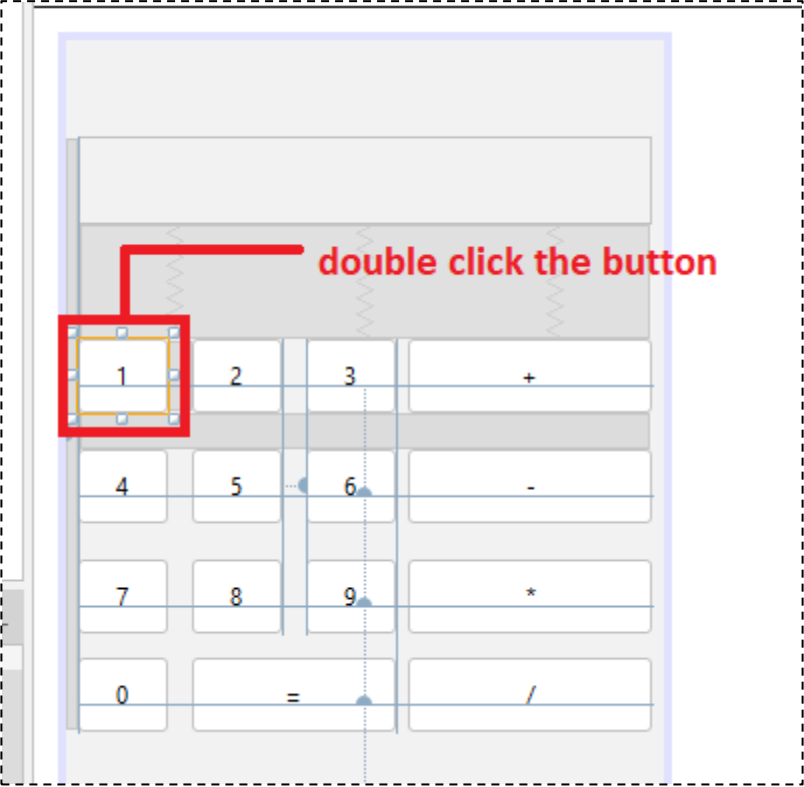 double click the button
1 2 3 +
4 5 6 -
7 8 9 *
0 = /